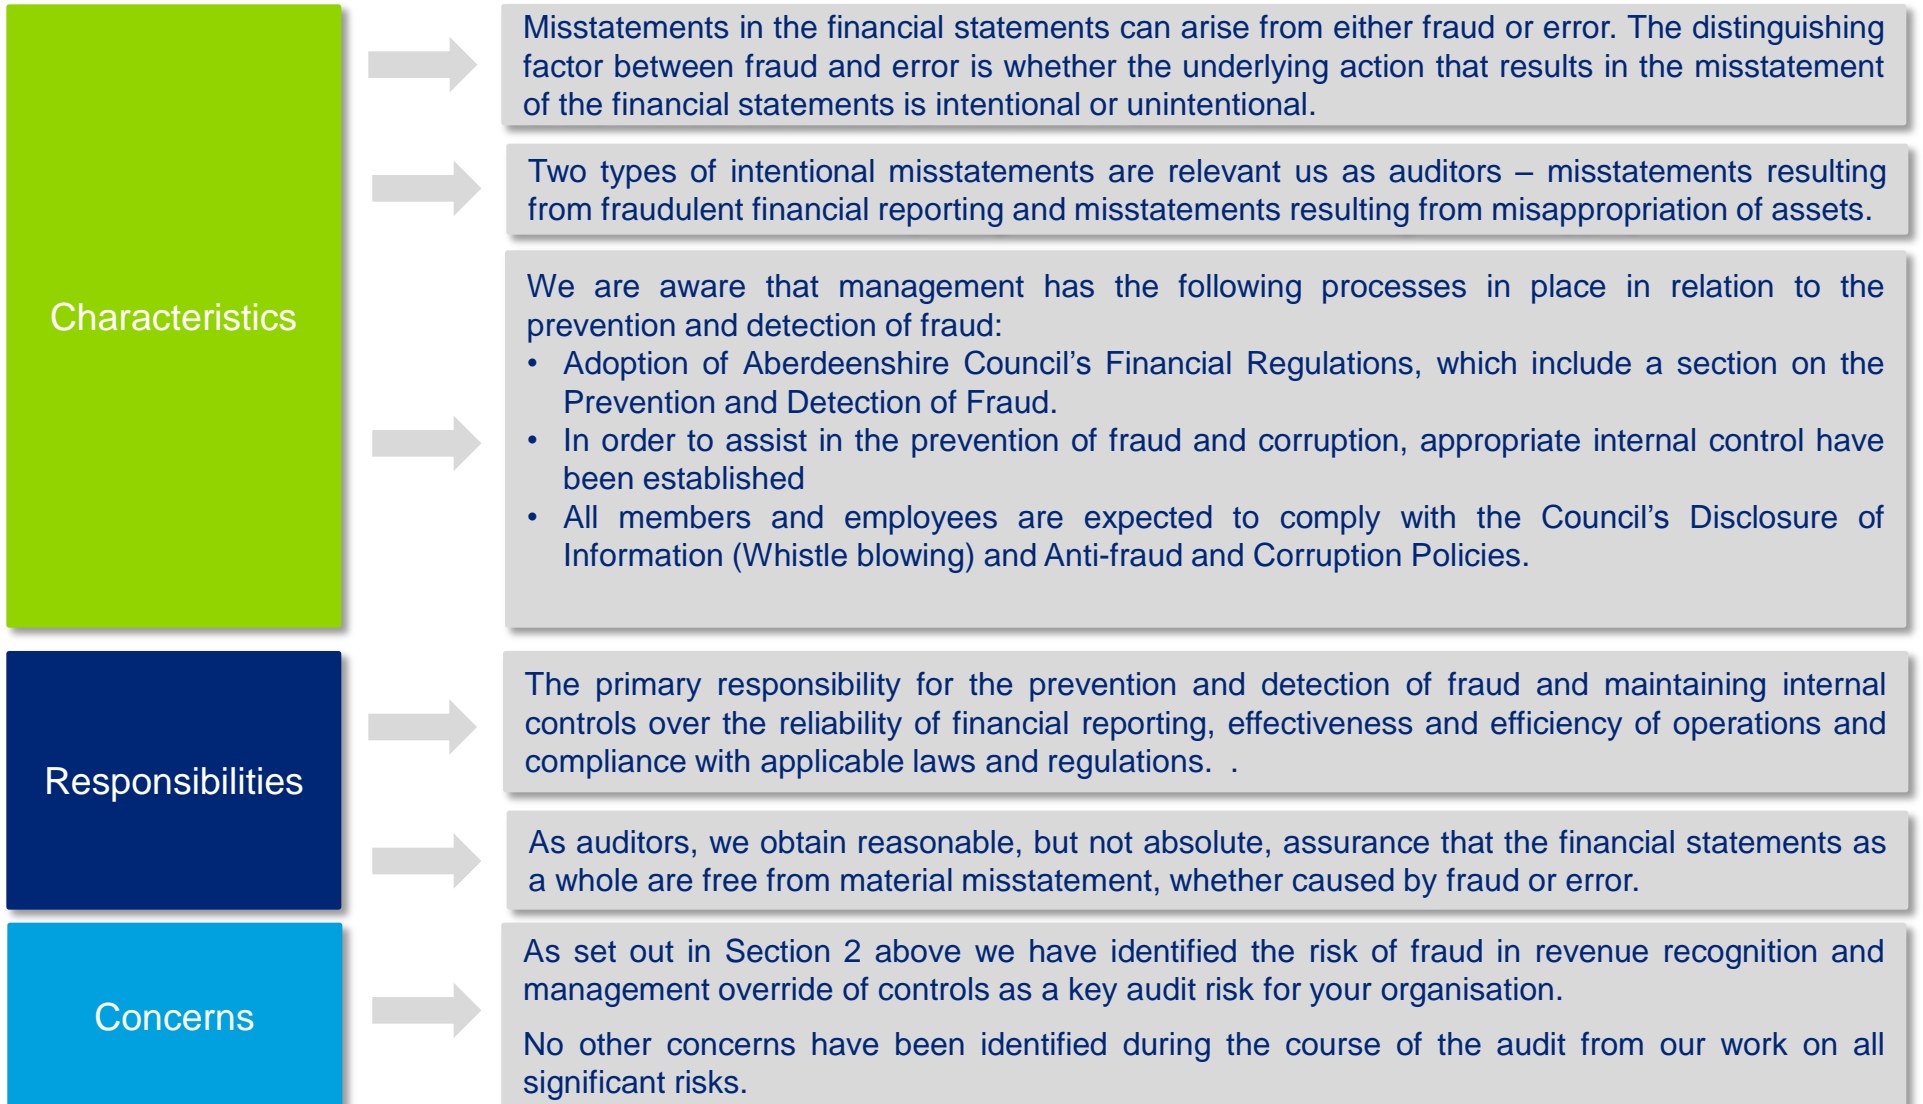 Characteristics
Misstatements in the financial statements can arise from either fraud or error. The distinguishing
factor between fraud and error is whether the underlying action that results in the misstatement
of the financial statements is intentional or unintentional.
Two types of intentional misstatements are relevant us as auditors – misstatements resulting
from fraudulent financial reporting and misstatements resulting from misappropriation of assets.
We are aware that management has the following processes in place in relation to the
prevention and detection of fraud:
• Adoption of Aberdeenshire Council's Financial Regulations, which include a section on the
Prevention and Detection of Fraud.
• In order to assist in the prevention of fraud and corruption, appropriate internal control have
been established
• All members and employees are expected to comply with the Council's Disclosure of
Information (Whistle blowing) and Anti-fraud and Corruption Policies.
Responsibilities
The primary responsibility for the prevention and detection of fraud and maintaining internal
controls over the reliability of financial reporting, effectiveness and efficiency of operations and
compliance with applicable laws and regulations. .
As auditors, we obtain reasonable, but not absolute, assurance that the financial statements as
a whole are free from material misstatement, whether caused by fraud or error.
Concerns
As set out in Section 2 above we have identified the risk of fraud in revenue recognition and
management override of controls as a key audit risk for your organisation.
No other concerns have been identified during the course of the audit from our work on all
significant risks.